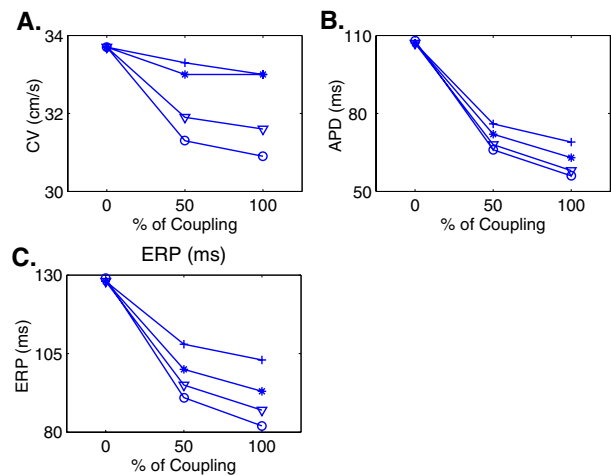 A.
34
32
30
CV (cm/s)
0 50 100
% of Coupling
B.
110
80
50
APD (ms)
0 50 100
% of Coupling
C.
ERP (ms)
130
105
80
ERP (ms)
0 50 100
% of Coupling